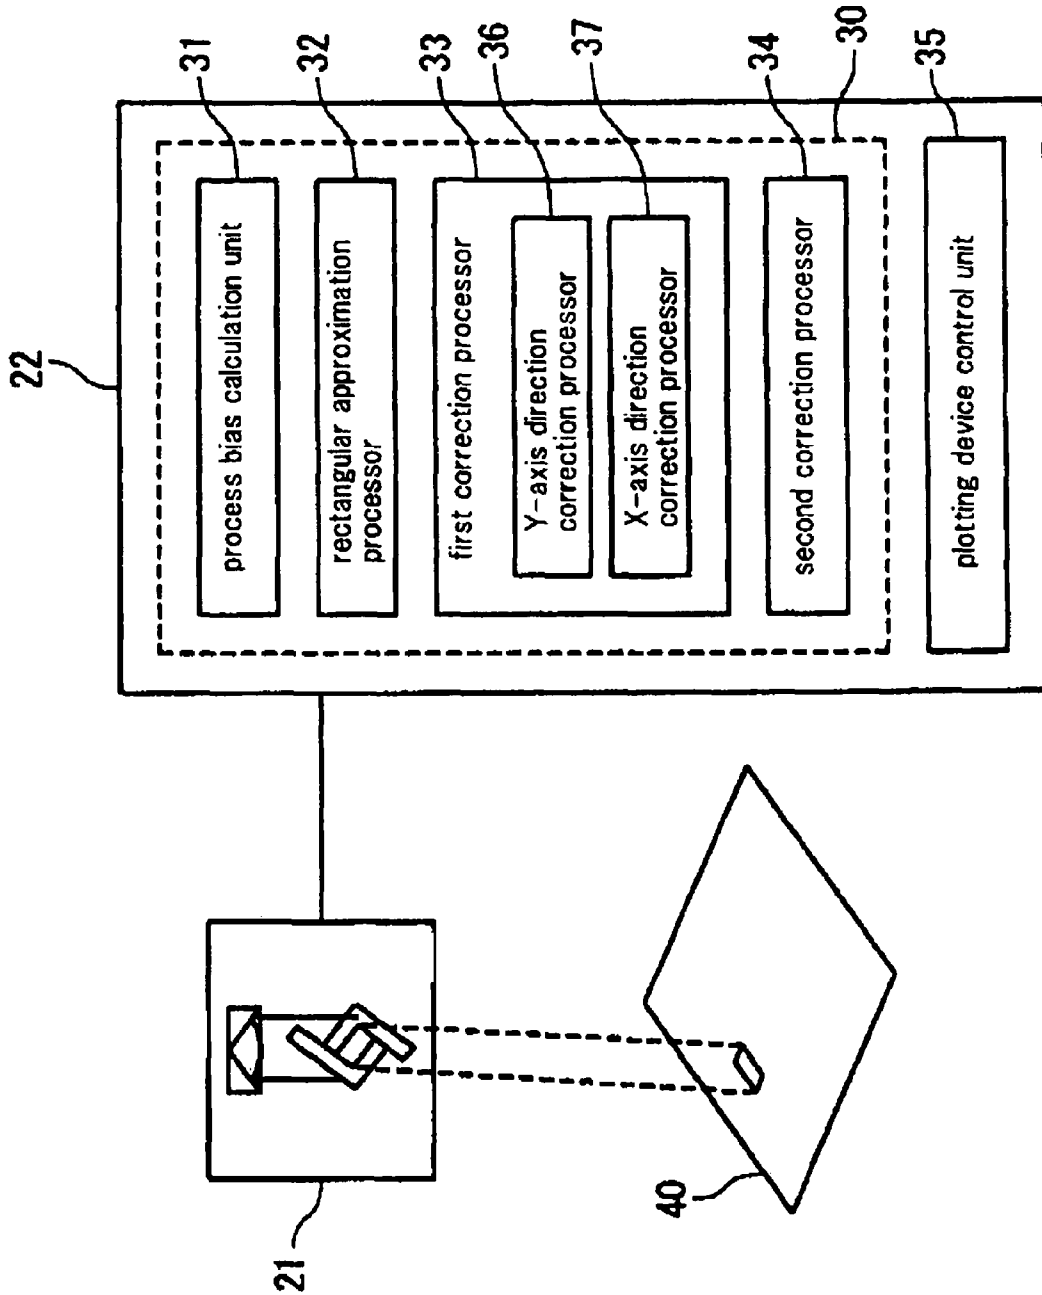 22
31
32
33
36
37
34
30
35
process bias calculation unit
rectangular approximation
processor
first correction processor
Y-axis direction
correction processor
X-axis direction
correction processor
second correction processor
plotting device control unit
21
40